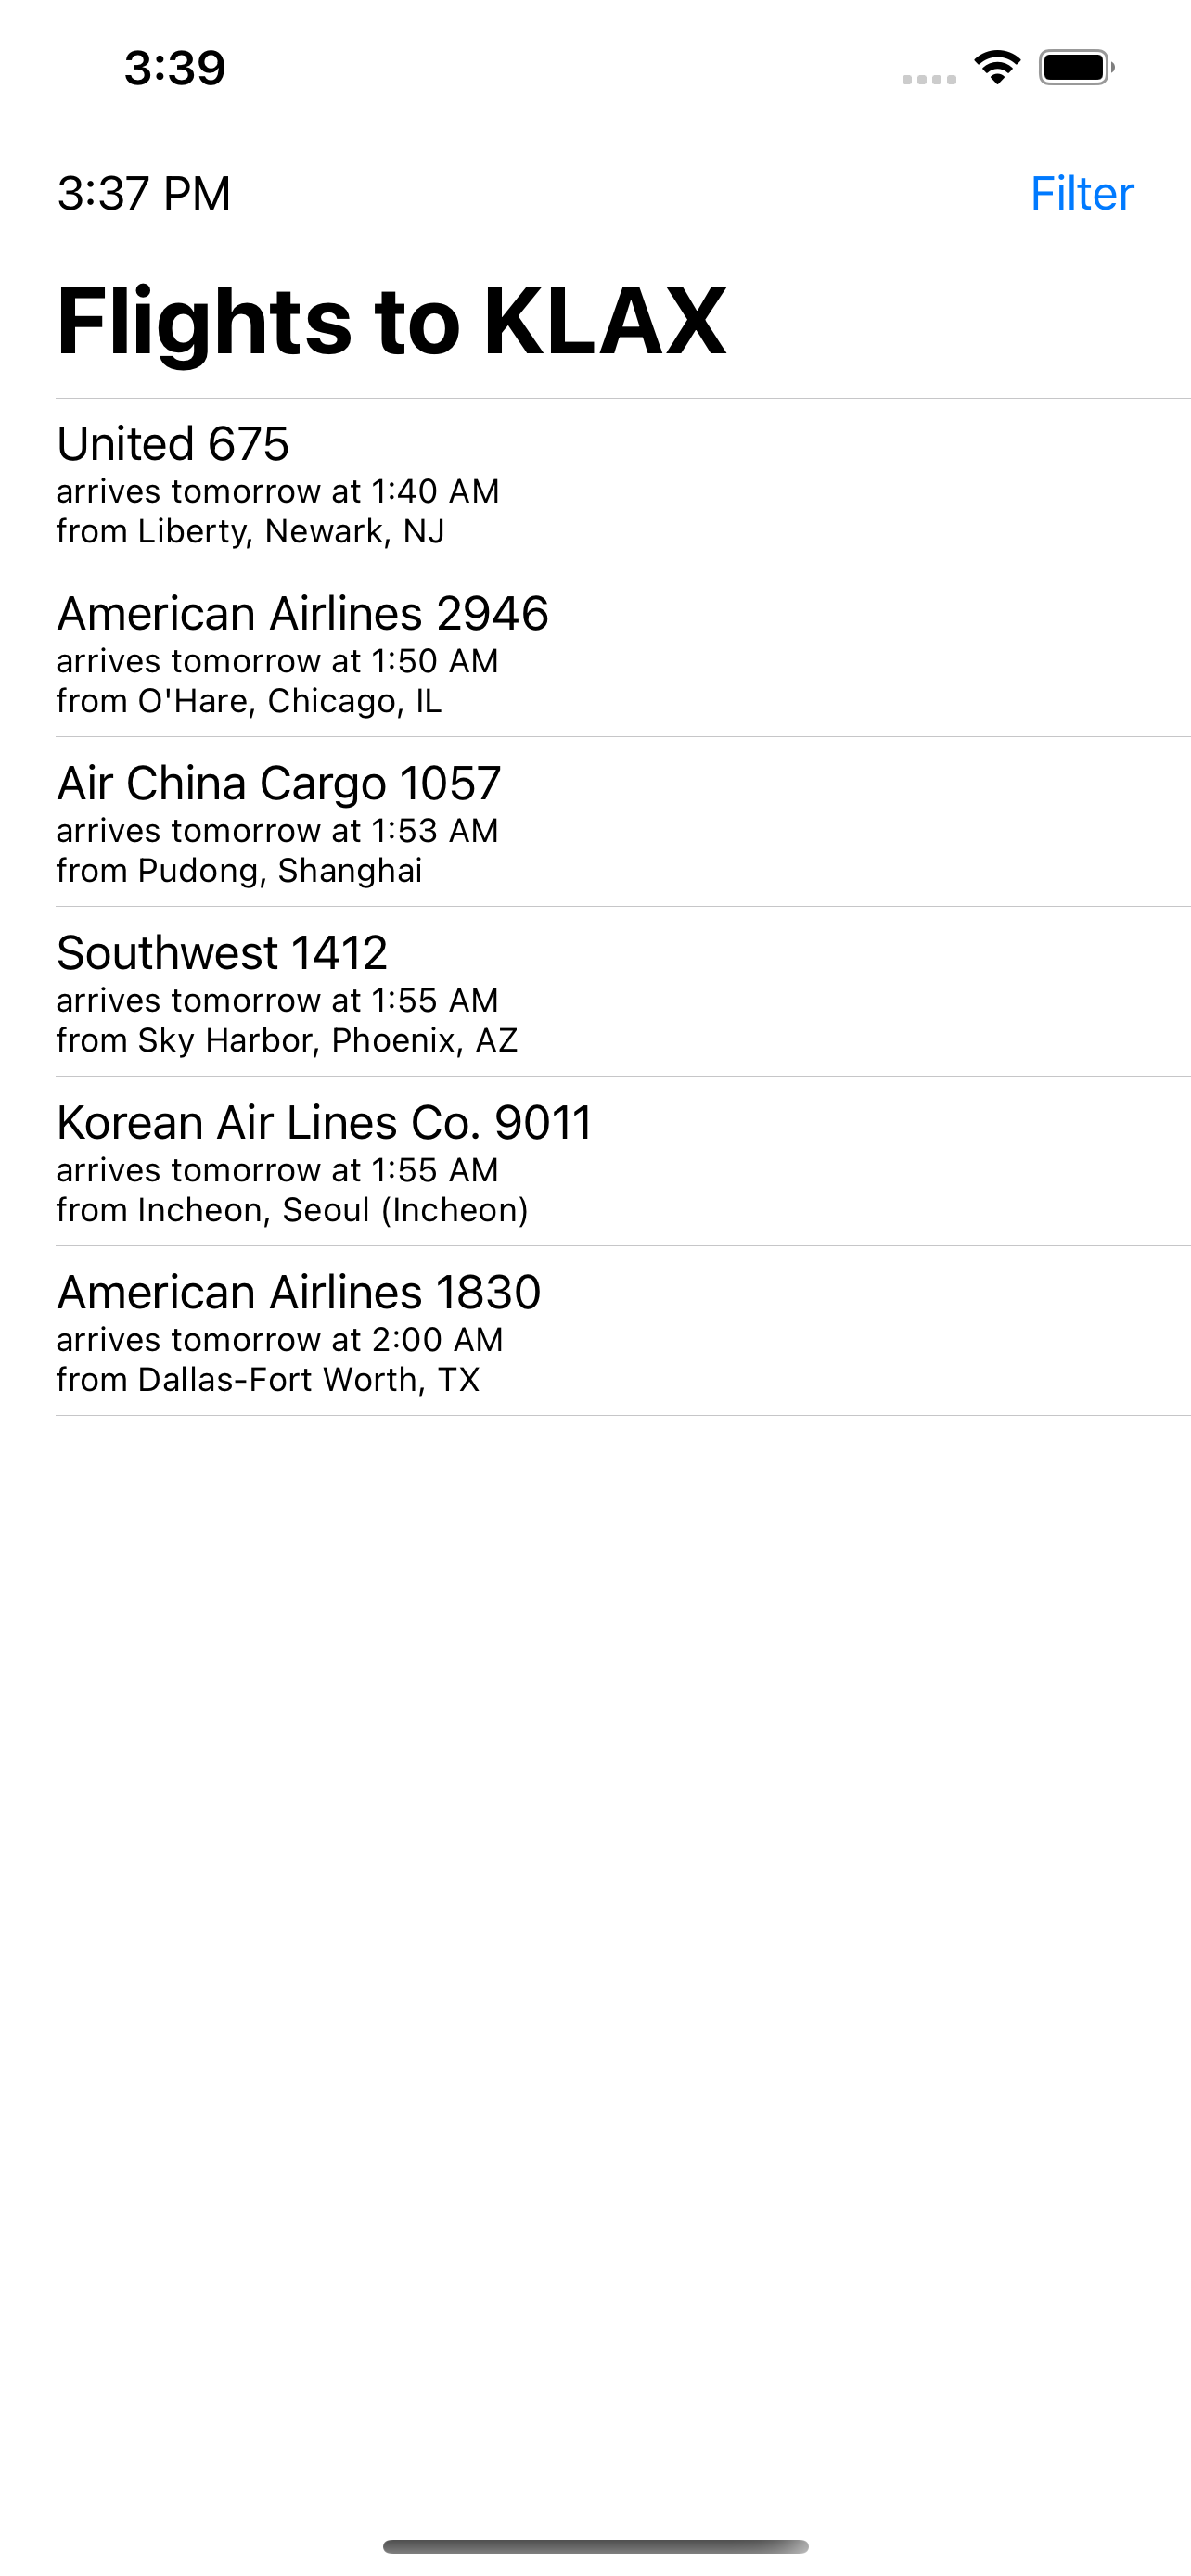 3:39
3:37 PM
Filter
Flights to KLAX
United 675
arrives tomorrow at 1:40 AM
from Liberty, Newark, NJ
American Airlines 2946
arrives tomorrow at 1:50 AM
from O'Hare, Chicago, IL
Air China Cargo 1057
arrives tomorrow at 1:53 AM
from Pudong, Shanghai
Southwest 1412
arrives tomorrow at 1:55 AM
from Sky Harbor, Phoenix, AZ
Korean Air Lines Co. 9011
arrives tomorrow at 1:55 AM
from Incheon, Seoul (Incheon)
American Airlines 1830
arrives tomorrow at 2:00 AM
from Dallas-Fort Worth, TX